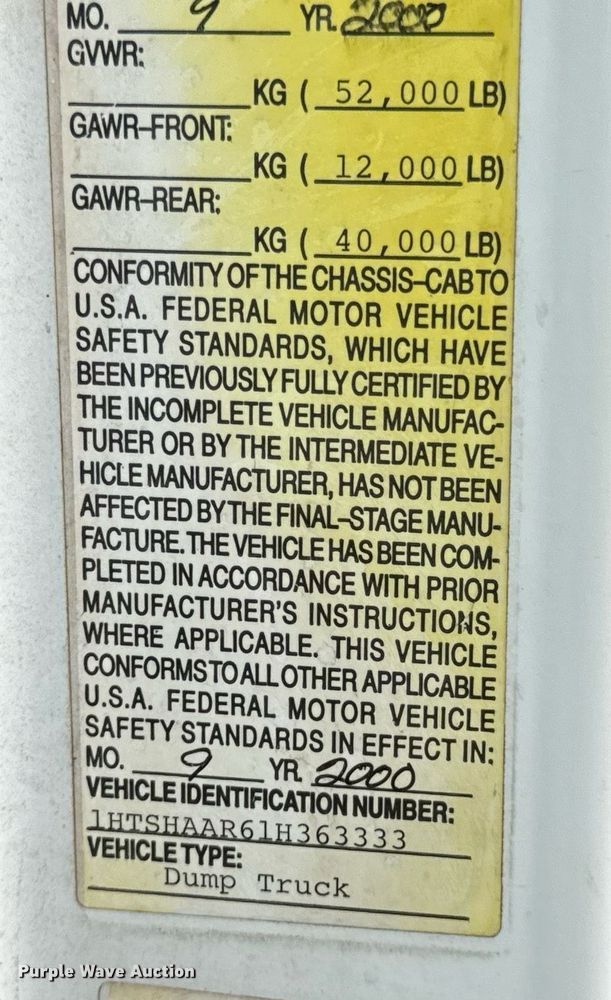 MO. 9 YR. 2000
GVWR:
KG ( 52,000 LB)
GAWR-FRONT:
KG ( 12,000 LB)
GAWR-REAR:
KG ( 40,000 LB)
CONFORMITY OF THE CHASSIS-CAB TO
U.S.A. FEDERAL MOTOR VEHICLE
SAFETY STANDARDS, WHICH HAVE
BEEN PREVIOUSLY FULLY CERTIFIED BY
THE INCOMPLETE VEHICLE MANUFAC-
TURER OR BY THE INTERMEDIATE VE-
HICLE MANUFACTURER, HAS NOT BEEN
AFFECTED BY THE FINAL-STAGE MANU-
FACTURE. THE VEHICLE HAS BEEN COM-
PLETED IN ACCORDANCE WITH PRIOR
MANUFACTURER'S INSTRUCTIONS,
WHERE APPLICABLE. THIS VEHICLE
CONFORMS TO ALL OTHER APPLICABLE
U.S.A. FEDERAL MOTOR VEHICLE
SAFETY STANDARDS IN EFFECT IN:
MO. 9 YR. 2000
VEHICLE IDENTIFICATION NUMBER:
1HTSHAAR61H363333
VEHICLE TYPE:
Dump Truck
Purple Wave Auction